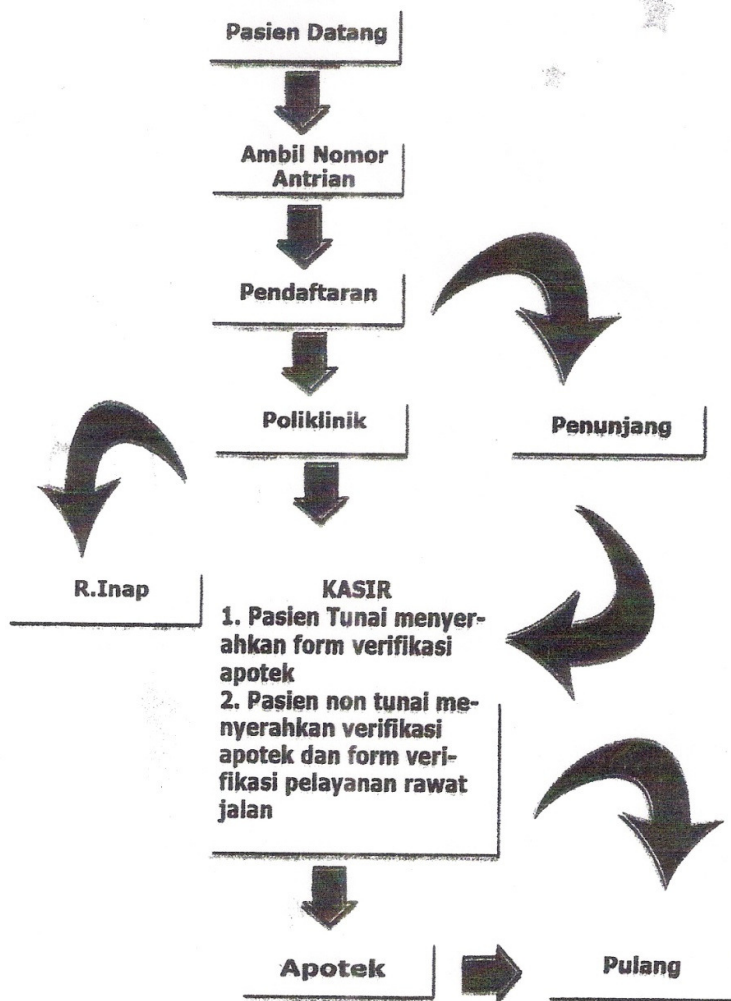 Pasien Datang
Ambil Nomor
Antrian
Pendaftaran
Poliklinik
Penunjang
R.Inap
KASIR
1. Pasien Tunai menyer-
ahkan form verifikasi
apotek
2. Pasien non tunai me-
nyerahkan verifikasi
apotek dan form veri-
fikasi pelayanan rawat
jalan
Apotek
Pulang